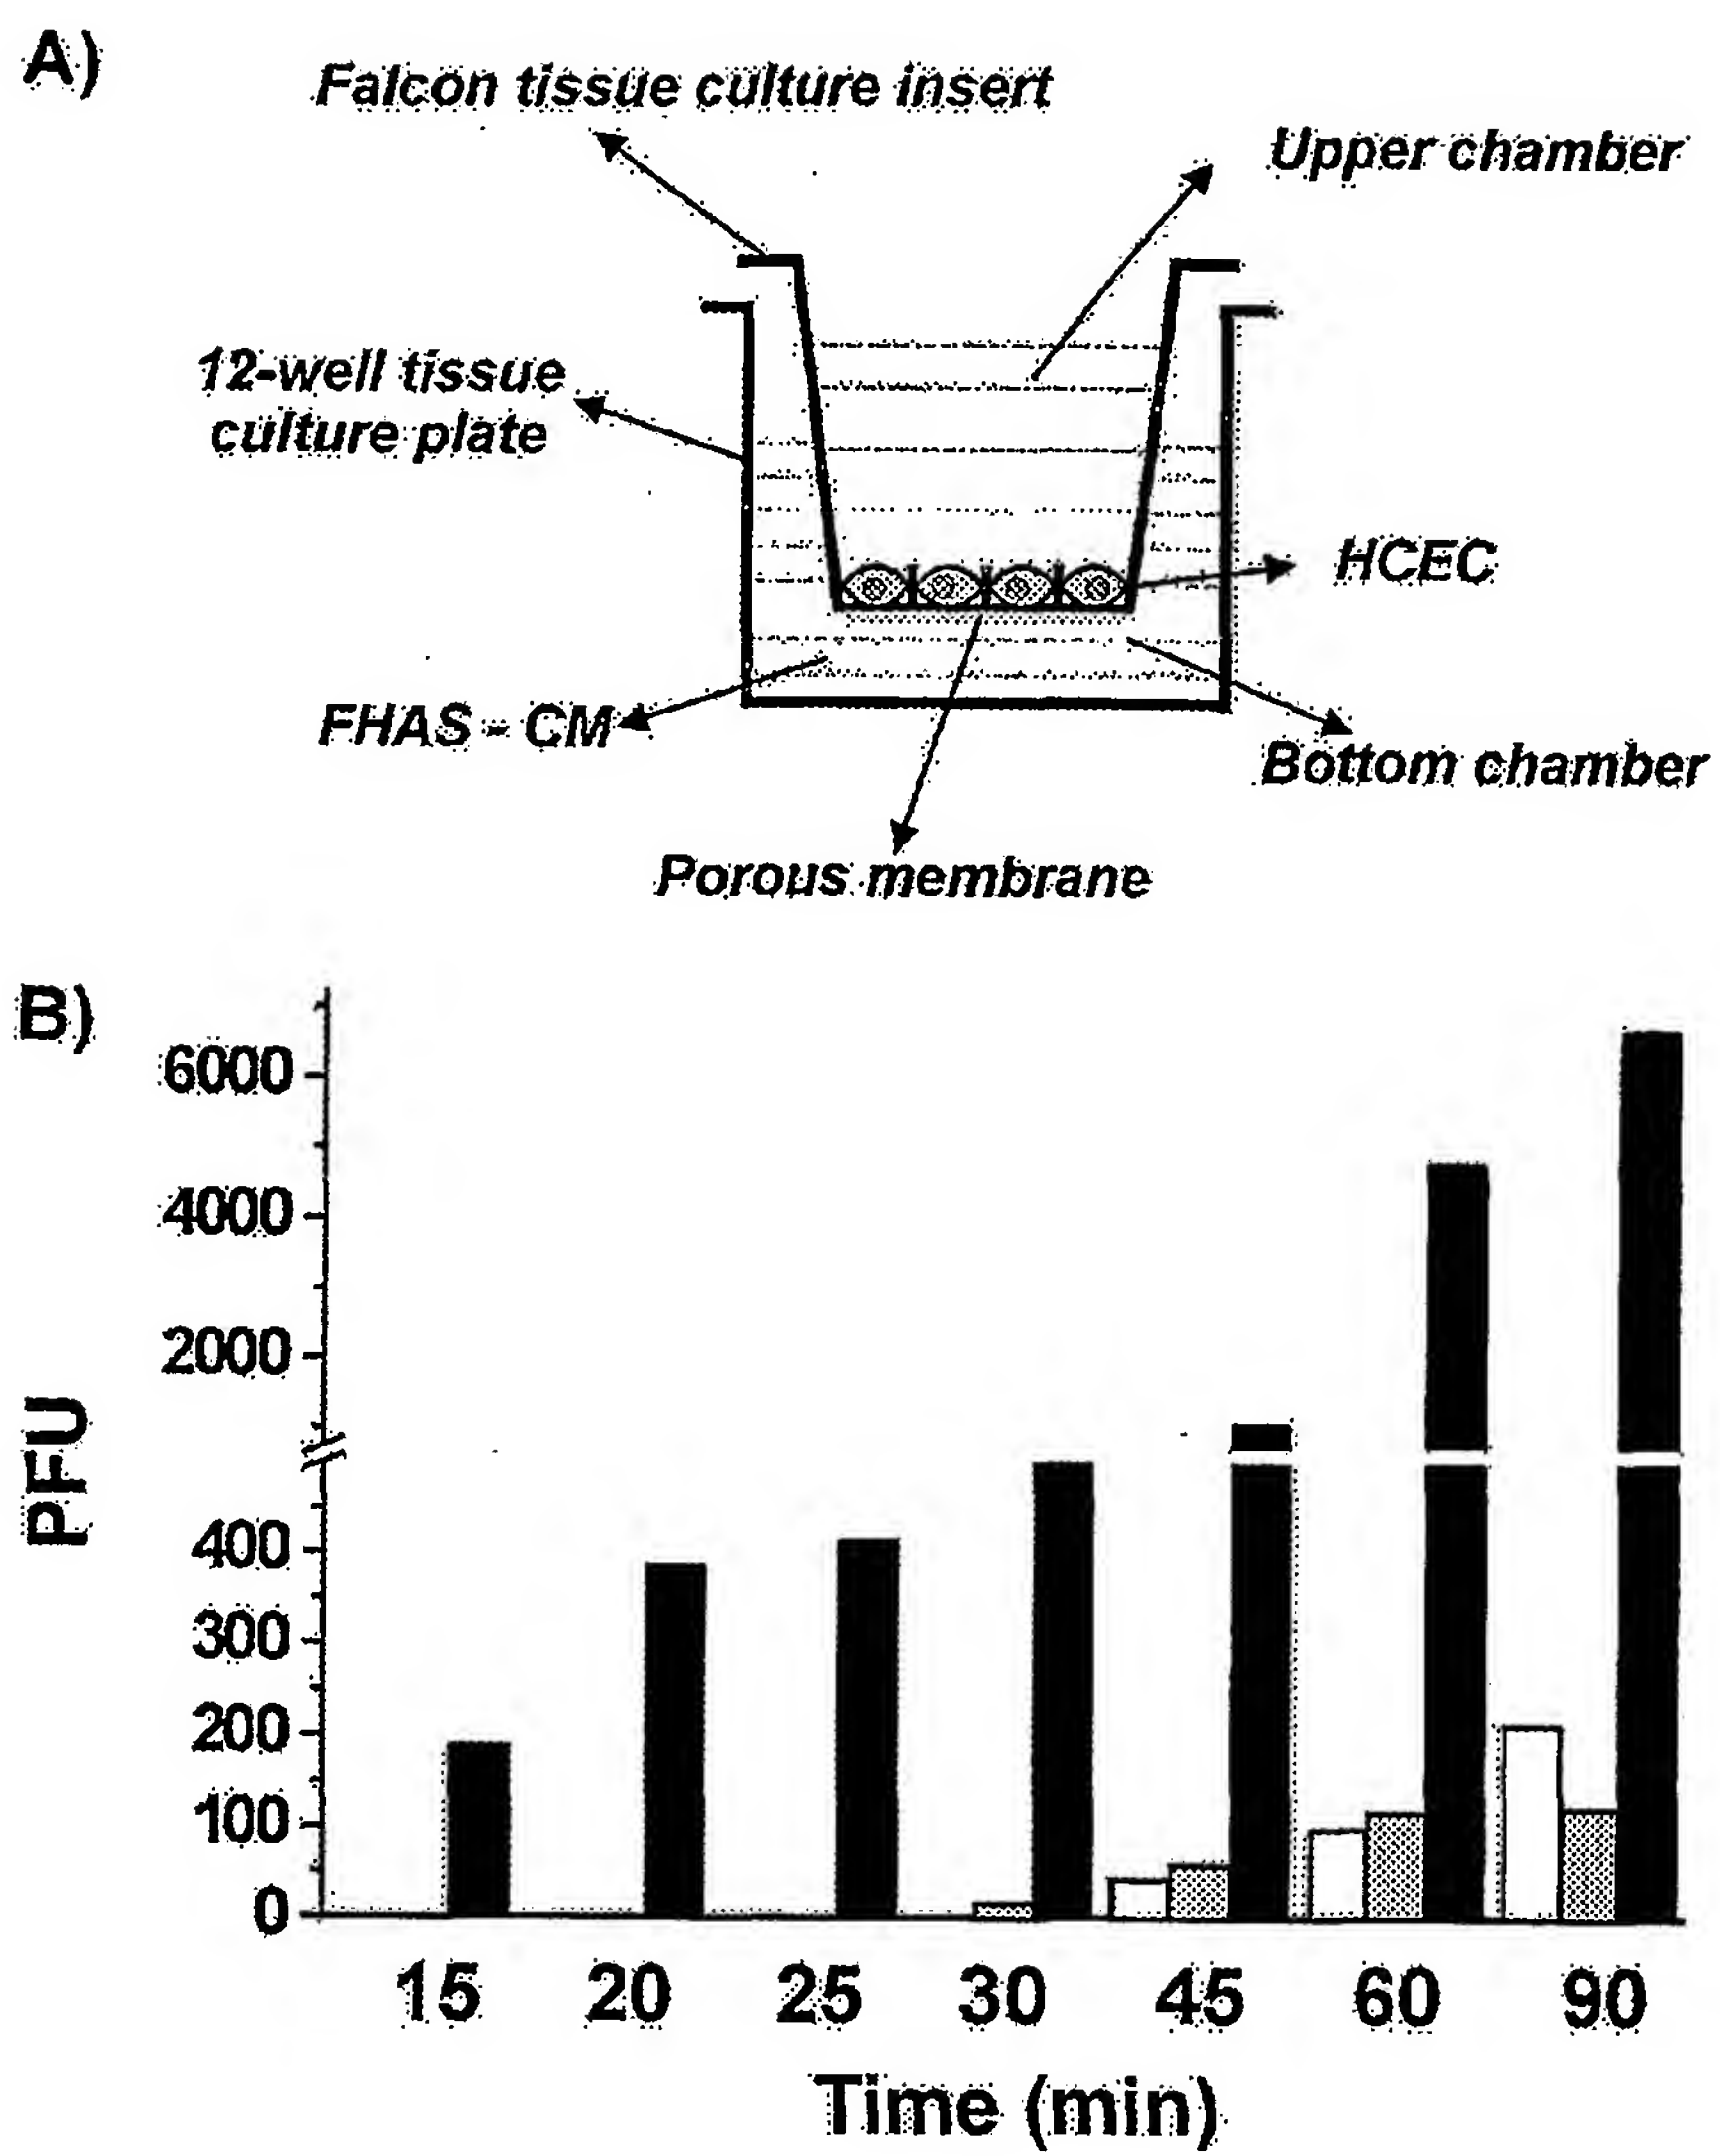 A)
Falcon tissue culture insert
Upper chamber
12-well tissue
culture plate
HCEC
FHAS - CM
Bottom chamber
Porous membrane
B)
6000
4000
2000
PFU
400
300
200
100
0
15 20 25 30 45 60 90
Time (min)